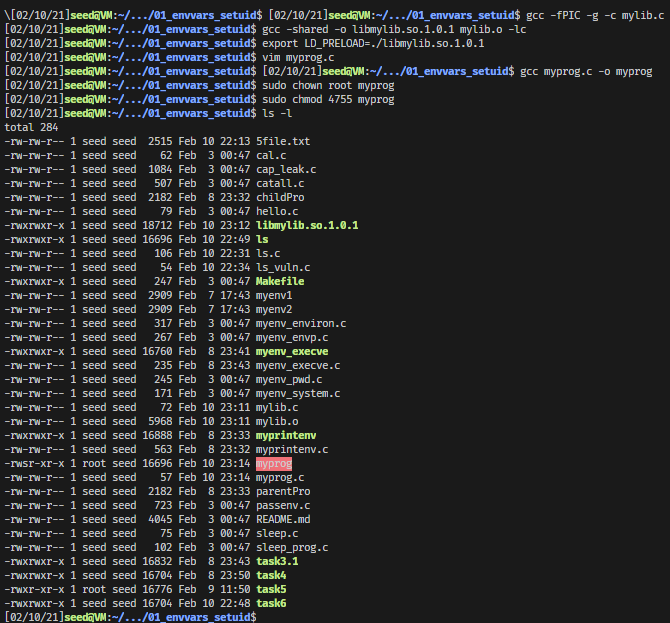 \[02/10/21]seed@VM:~/.../01_envvars_setuid$ [02/10/21]seed@VM:~/.../01_envvars_setuid$ gcc -fPIC -g -c mylib.c
[02/10/21]seed@VM:~/.../01_envvars_setuid$ gcc -shared -o libmylib.so.1.0.1 mylib.o -lc
[02/10/21]seed@VM:~/.../01_envvars_setuid$ export LD_PRELOAD=./libmylib.so.1.0.1
[02/10/21]seed@VM:~/.../01_envvars_setuid$ vim myprog.c
[02/10/21]seed@VM:~/.../01_envvars_setuid$ [02/10/21]seed@VM:~/.../01_envvars_setuid$ gcc myprog.c -o myprog
[02/10/21]seed@VM:~/.../01_envvars_setuid$ sudo chown root myprog
[02/10/21]seed@VM:~/.../01_envvars_setuid$ sudo chmod 4755 myprog
[02/10/21]seed@VM:~/.../01_envvars_setuid$ ls -l
total 284
-rw-rw-r-- 1 seed seed  2515 Feb 10 22:13 5file.txt
-rw-rw-r-- 1 seed seed    62 Feb  3 00:47 cal.c
-rw-rw-r-- 1 seed seed  1084 Feb  3 00:47 cap_leak.c
-rw-rw-r-- 1 seed seed   507 Feb  3 00:47 catall.c
-rw-rw-r-- 1 seed seed  2182 Feb  8 23:32 childPro
-rw-rw-r-- 1 seed seed    79 Feb  3 00:47 hello.c
-rwxrwxr-x 1 seed seed 18712 Feb 10 23:12 libmylib.so.1.0.1
-rwxrwxr-x 1 seed seed 16696 Feb 10 22:49 ls
-rw-rw-r-- 1 seed seed   106 Feb 10 22:31 ls.c
-rw-rw-r-- 1 seed seed    54 Feb 10 22:34 ls_vuln.c
-rwxrwxr-x 1 seed seed   247 Feb  3 00:47 Makefile
-rw-rw-r-- 1 seed seed  2909 Feb  7 17:43 myenv1
-rw-rw-r-- 1 seed seed  2909 Feb  7 17:43 myenv2
-rw-rw-r-- 1 seed seed   317 Feb  3 00:47 myenv_environ.c
-rw-rw-r-- 1 seed seed   267 Feb  3 00:47 myenv_envp.c
-rwxrwxr-x 1 seed seed 16760 Feb  8 23:41 myenv_execve
-rw-rw-r-- 1 seed seed   235 Feb  8 23:43 myenv_execve.c
-rw-rw-r-- 1 seed seed   245 Feb  3 00:47 myenv_pwd.c
-rw-rw-r-- 1 seed seed   171 Feb  3 00:47 myenv_system.c
-rw-rw-r-- 1 seed seed    72 Feb 10 23:11 mylib.c
-rw-rw-r-- 1 seed seed  5968 Feb 10 23:11 mylib.o
-rwxrwxr-x 1 seed seed 16888 Feb  8 23:33 myprintenv
-rw-rw-r-- 1 seed seed   563 Feb  8 23:32 myprintenv.c
-rwsr-xr-x 1 root seed 16696 Feb 10 23:14 myprog
-rw-rw-r-- 1 seed seed    57 Feb 10 23:14 myprog.c
-rw-rw-r-- 1 seed seed  2182 Feb  8 23:33 parentPro
-rw-rw-r-- 1 seed seed   723 Feb  3 00:47 passenv.c
-rw-rw-r-- 1 seed seed  4045 Feb  3 00:47 README.md
-rw-rw-r-- 1 seed seed    75 Feb  3 00:47 sleep.c
-rw-rw-r-- 1 seed seed   102 Feb  3 00:47 sleep_prog.c
-rwxrwxr-x 1 seed seed 16832 Feb  8 23:43 task3.1
-rwxrwxr-x 1 seed seed 16704 Feb  8 23:50 task4
-rwxr-xr-x 1 root seed 16776 Feb  9 11:50 task5
-rwxrwxr-x 1 seed seed 16704 Feb 10 22:48 task6
[02/10/21]seed@VM:~/.../01_envvars_setuid$